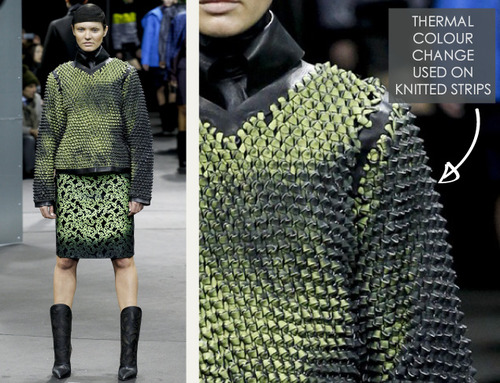 THERMAL
COLOUR
CHANGE
USED ON
KNITTED STRIPS